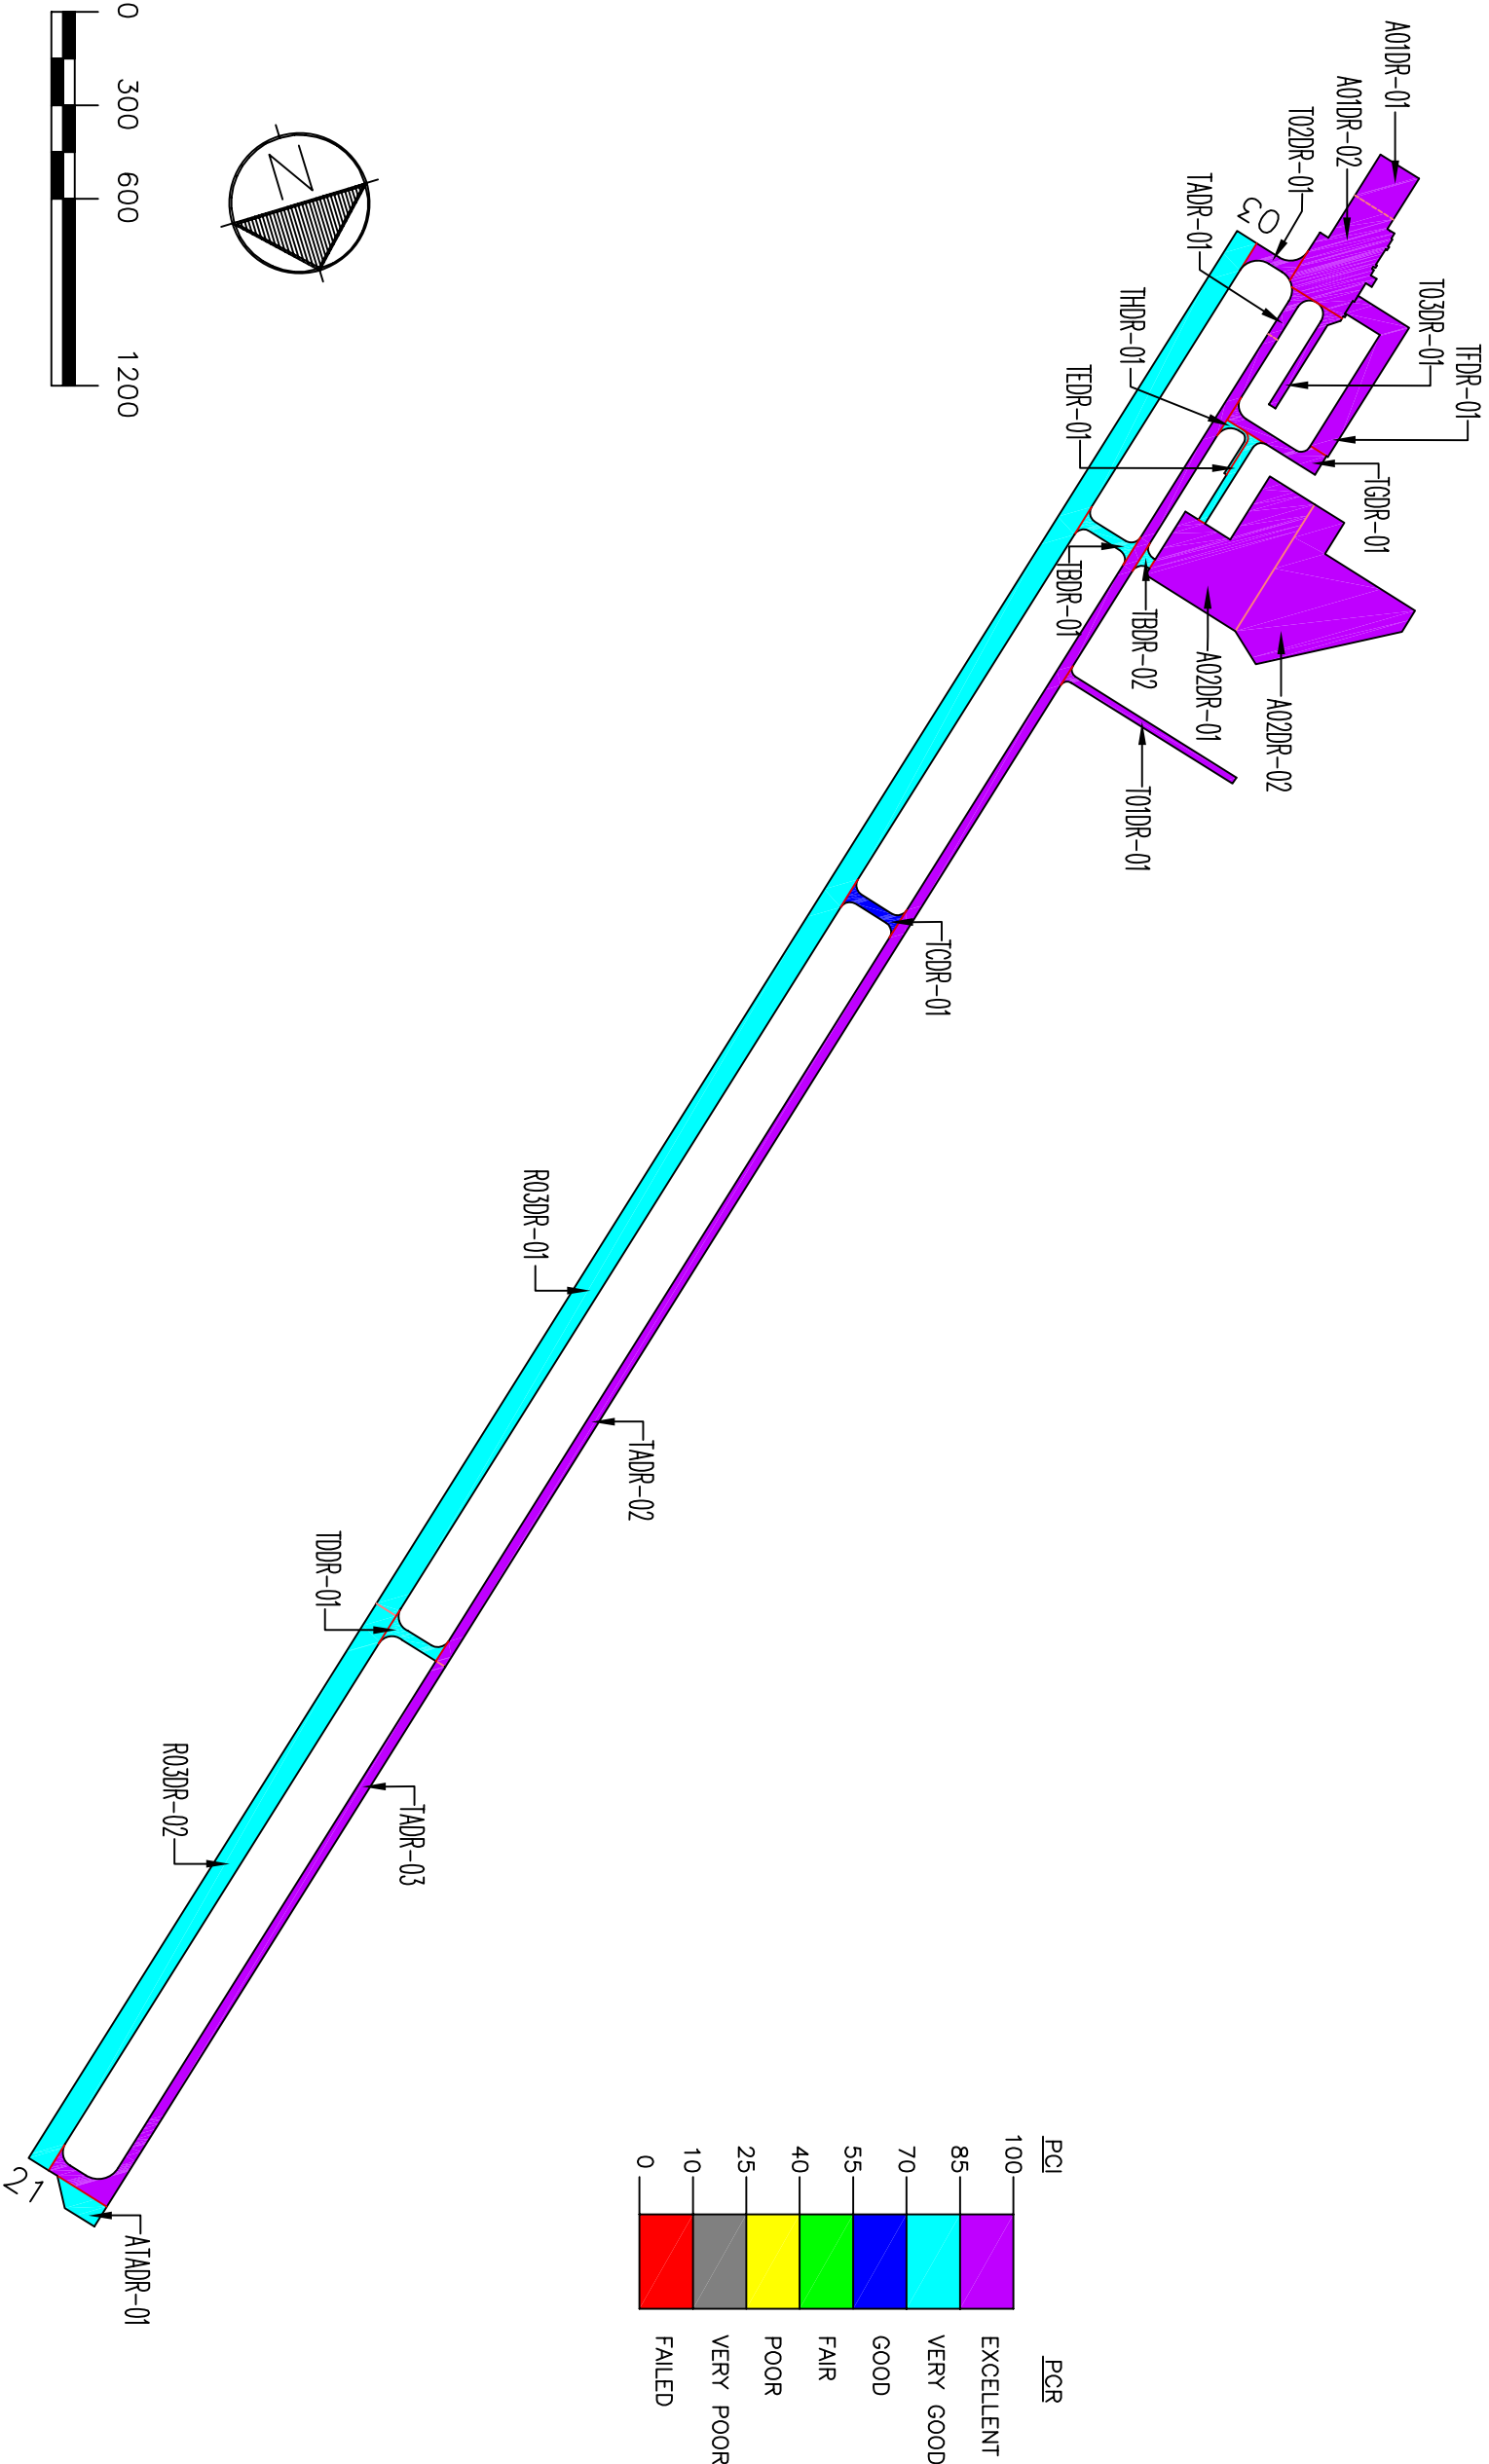 A01DR-01
A01DR-02
T02DR-01
TADR-01
03
T03DR-01
TFDR-01
THDR-01
TEDR-01
TGDR-01
TBDR-01
TBDR-02
A02DR-01
A02DR-02
T01DR-01
TCDR-01
R03DR-01
TADR-02
TDDR-01
R03DR-02
TADR-03
21
ATADR-01
0
300
600
1200
N
PCI
PCR
100
EXCELLENT
85
VERY GOOD
70
GOOD
55
FAIR
40
POOR
25
VERY POOR
10
FAILED
0